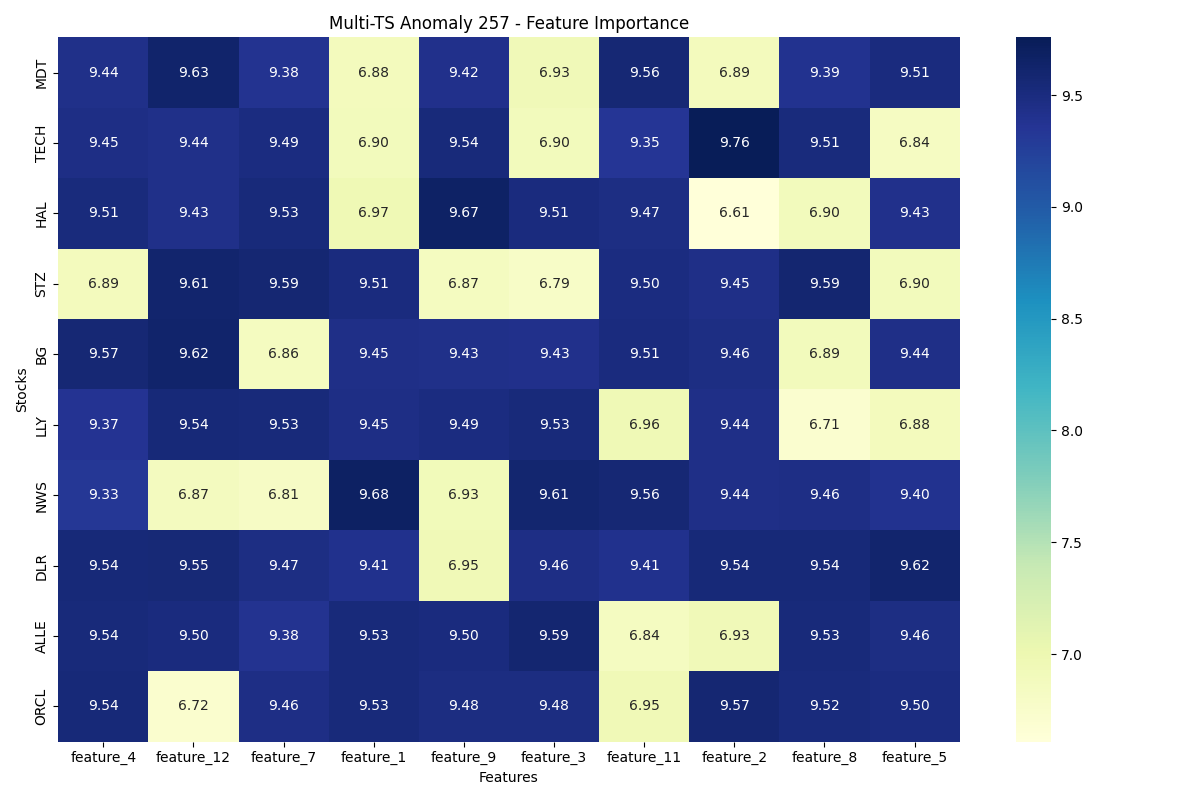 Multi-TS Anomaly 257 - Feature Importance
Stocks
MDT 9.44 9.63 9.38 6.88 9.42 6.93 9.56 6.89 9.39 9.51
TECH 9.45 9.44 9.49 6.90 9.54 6.90 9.35 9.76 9.51 6.84
HAL 9.51 9.43 9.53 6.97 9.67 9.51 9.47 6.61 6.90 9.43
STZ 6.89 9.61 9.59 9.51 6.87 6.79 9.50 9.45 9.59 6.90
BG 9.57 9.62 6.86 9.45 9.43 9.43 9.51 9.46 6.89 9.44
LLY 9.37 9.54 9.53 9.45 9.49 9.53 6.96 9.44 6.71 6.88
NWS 9.33 6.87 6.81 9.68 6.93 9.61 9.56 9.44 9.46 9.40
DLR 9.54 9.55 9.47 9.41 6.95 9.46 9.41 9.54 9.54 9.62
ALLE 9.54 9.50 9.38 9.53 9.50 9.59 6.84 6.93 9.53 9.46
ORCL 9.54 6.72 9.46 9.53 9.48 9.48 6.95 9.57 9.52 9.50
feature_4 feature_12 feature_7 feature_1 feature_9 feature_3 feature_11 feature_2 feature_8 feature_5
Features
9.5
9.0
8.5
8.0
7.5
7.0